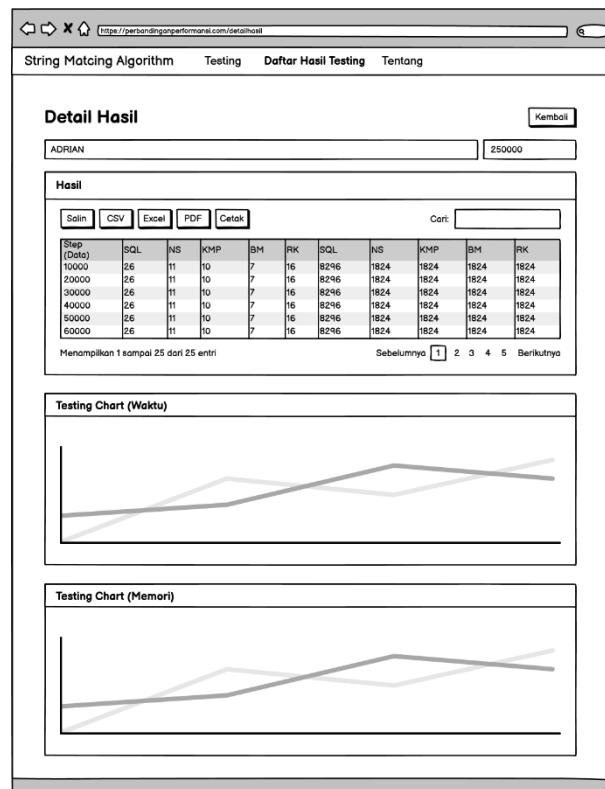 https://perbandinganperformansi.com/detailhasil
String Matcing Algorithm Testing Daftar Hasil Testing Tentang
Detail Hasil Kembali
ADRIAN 250000
Hasil
Salin CSV Excel PDF Cetak Cari:
Step (Data) SQL NS KMP BM RK SQL NS KMP BM RK
10000 26 11 10 7 16 8296 1824 1824 1824 1824
20000 26 11 10 7 16 8296 1824 1824 1824 1824
30000 26 11 10 7 16 8296 1824 1824 1824 1824
40000 26 11 10 7 16 8296 1824 1824 1824 1824
50000 26 11 10 7 16 8296 1824 1824 1824 1824
60000 26 11 10 7 16 8296 1824 1824 1824 1824
Menampilkan 1 sampai 25 dari 25 entri Sebelumnya 1 2 3 4 5 Berikutnya
Testing Chart (Waktu)
Testing Chart (Memori)